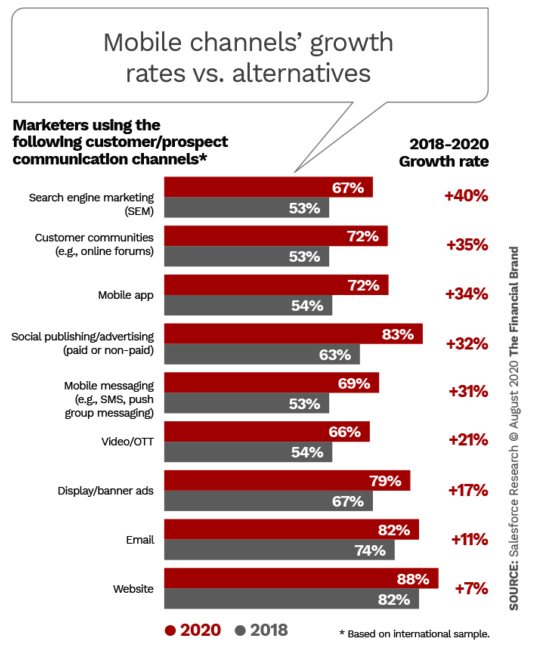 Mobile channels' growth
rates vs. alternatives
Marketers using the
following customer/prospect
communication channels*
2018-2020
Growth rate
Search engine marketing
(SEM)
67%
53%
+40%
Customer communities
(e.g., online forums)
72%
53%
+35%
Mobile app
72%
54%
+34%
Social publishing/advertising
(paid or non-paid)
83%
63%
+32%
Mobile messaging
(e.g., SMS, push
group messaging)
69%
53%
+31%
Video/OTT
66%
54%
+21%
Display/banner ads
79%
67%
+17%
Email
82%
74%
+11%
Website
88%
82%
+7%
2020
2018
* Based on international sample.
SOURCE: Salesforce Research © August 2020 The Financial Brand